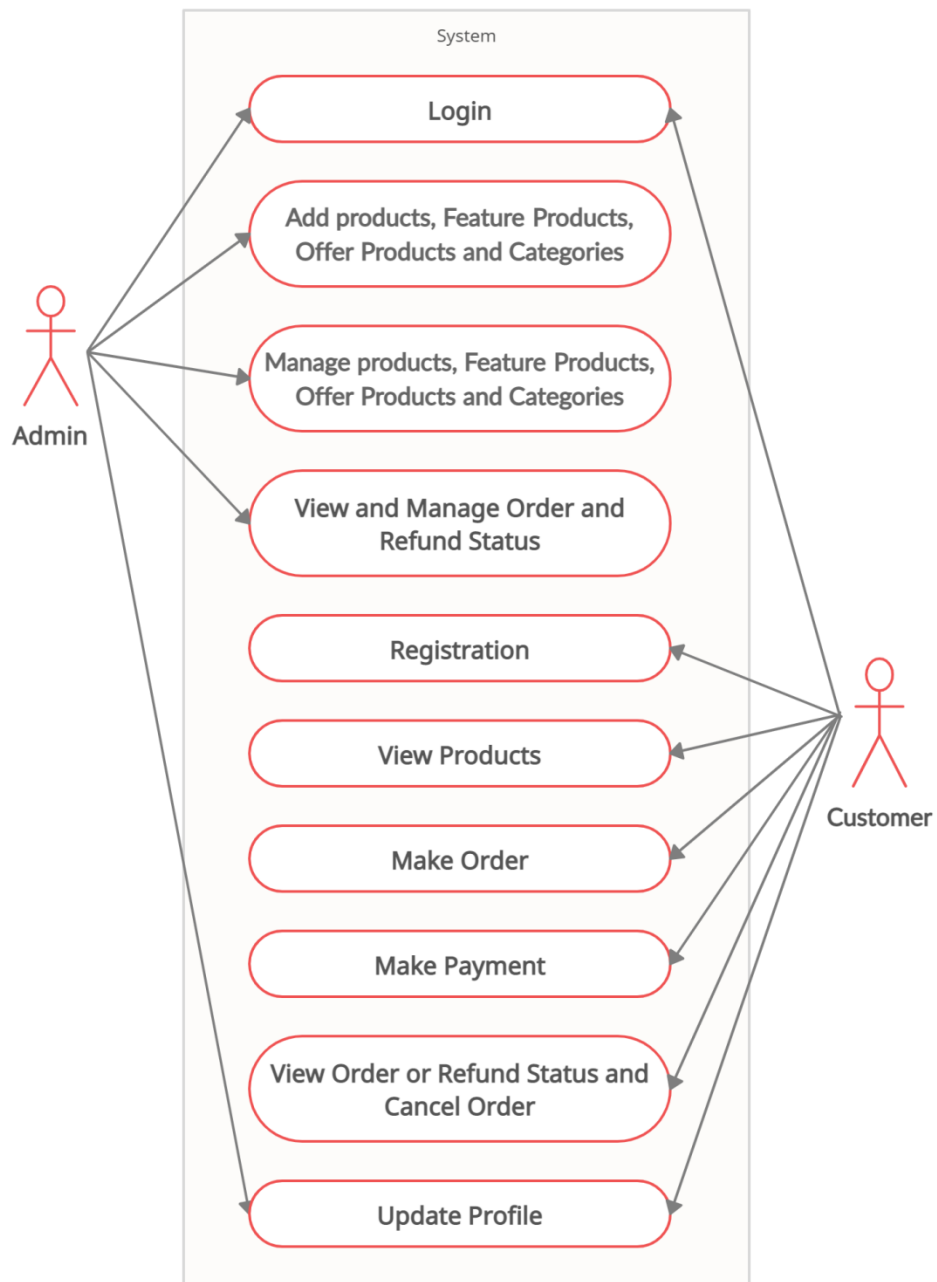 System
Login
Add products, Feature Products,
Offer Products and Categories
Manage products, Feature Products,
Offer Products and Categories
Admin
View and Manage Order and
Refund Status
Registration
View Products
Customer
Make Order
Make Payment
View Order or Refund Status and
Cancel Order
Update Profile